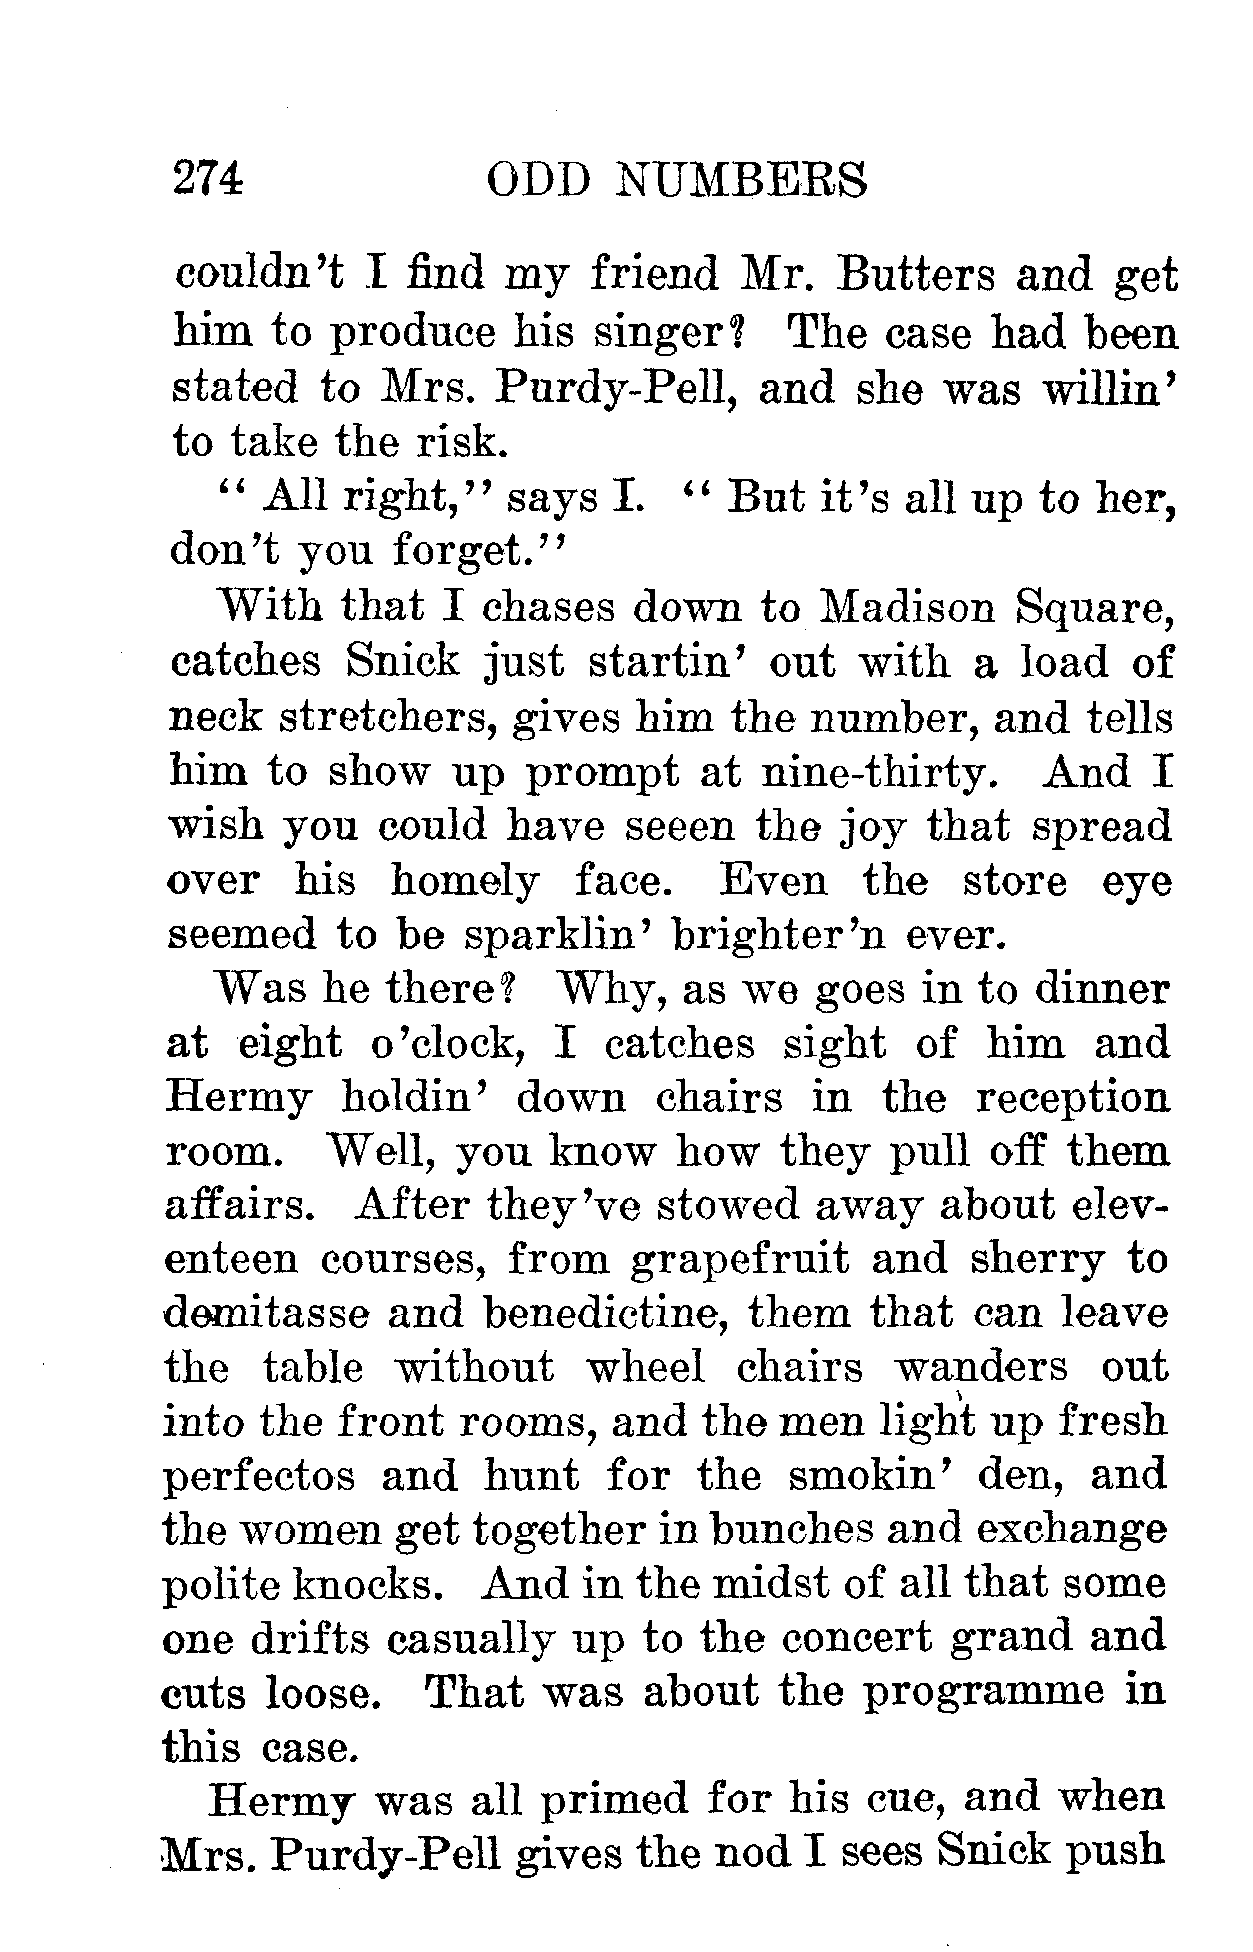 274 ODD NUMBERS
couldn't I find my friend Mr. Butters and get
him to produce his singer? The case had been
stated to Mrs. Purdy-Pell, and she was willin'
to take the risk.
"All right," says I. "But it's all up to her,
don't you forget."
With that I chases down to Madison Square,
catches Snick just startin' out with a load of
neck stretchers, gives him the number, and tells
him to show up prompt at nine-thirty. And I
wish you could have seeen the joy that spread
over his homely face. Even the store eye
seemed to be sparklin' brighter'n ever.
Was he there? Why, as we goes in to dinner
at eight o'clock, I catches sight of him and
Hermy holdin' down chairs in the reception
room. Well, you know how they pull off them
affairs. After they've stowed away about elev-
enteen courses, from grapefruit and sherry to
demitasse and benedictine, them that can leave
the table without wheel chairs wanders out
into the front rooms, and the men light up fresh
perfectos and hunt for the smokin' den, and
the women get together in bunches and exchange
polite knocks. And in the midst of all that some
one drifts casually up to the concert grand and
cuts loose. That was about the programme in
this case.
Hermy was all primed for his cue, and when
Mrs. Purdy-Pell gives the nod I sees Snick push